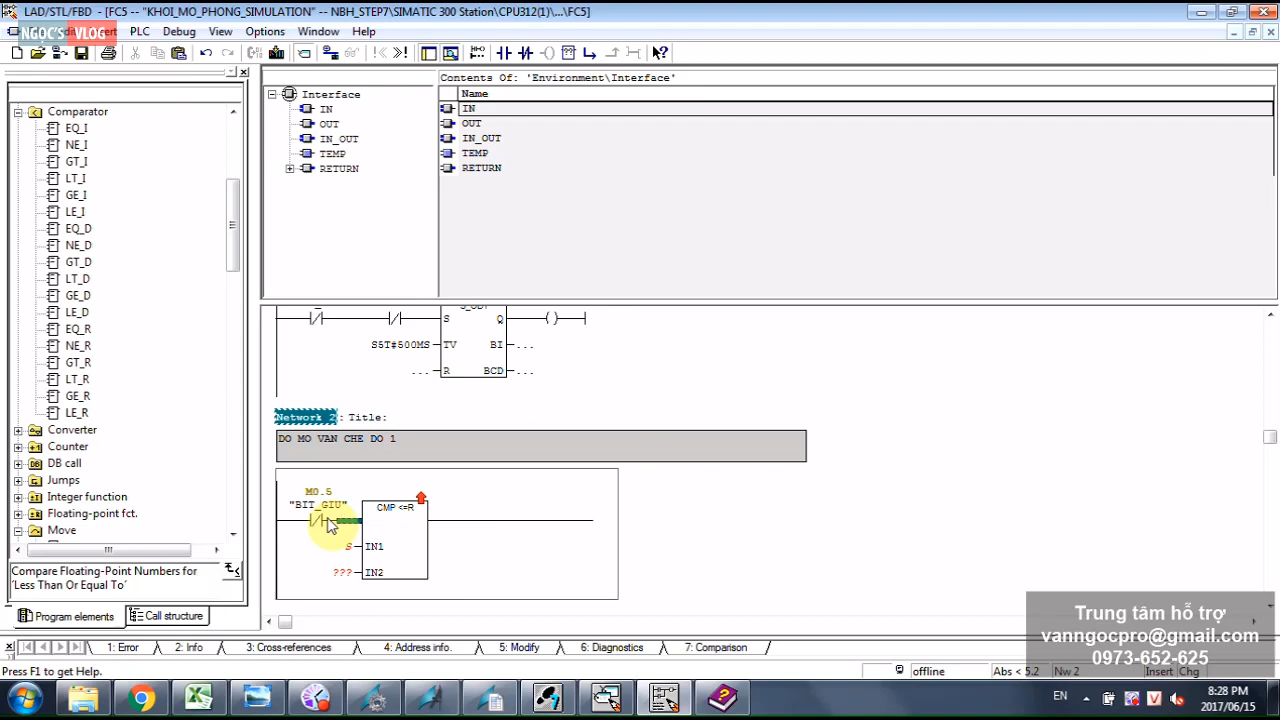 LAD/STL/FBD - [FC5 -- "KHOI_MO_PHONG_SIMULATION" -- NBH_STEP7\SIMATIC 300 Station\CPU312(1)\...\FC5]
NGỌC'S VLOG
PLC Debug View Options Window Help
Interface
IN
OUT
IN_OUT
TEMP
RETURN
Contents Of: 'Environment\Interface'
Name
IN
OUT
IN_OUT
TEMP
RETURN
Comparator
EQ_I
NE_I
GT_I
LT_I
GE_I
LE_I
EQ_D
NE_D
GT_D
LT_D
GE_D
LE_D
EQ_R
NE_R
GT_R
LT_R
GE_R
LE_R
Converter
Counter
DB call
Jumps
Integer function
Floating-point fct.
Move
Compare Floating-Point Numbers for
'Less Than Or Equal To'
Program elements Call structure
S Q
S5T#500MS TV BI ...
... R BCD ...
Network 2 : Title:
DO MO VAN CHE DO 1
M0.5
"BIT_GIU"
CMP <=R
S IN1
??? IN2
1: Error 2: Info 3: Cross-references 4: Address info. 5: Modify 6: Diagnostics 7: Comparison
Press F1 to get Help.
offline Abs < 5.2 Nw 2 Insert Chg
Trung tâm hỗ trợ
vanngocpro@gmail.com
0973-652-625
EN
8:28 PM
2017/06/15